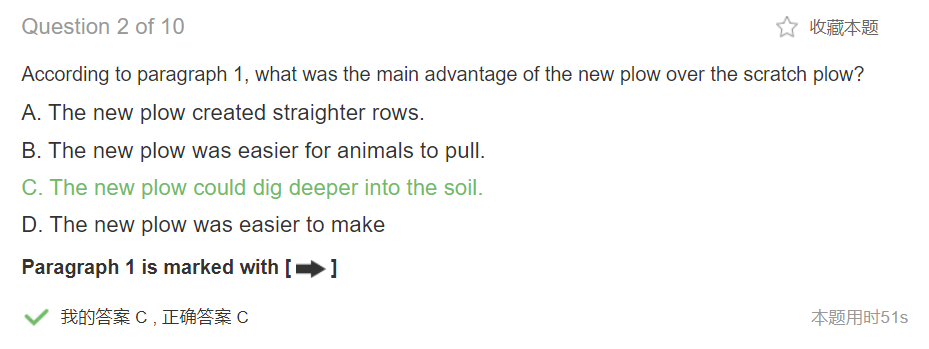 Question 2 of 10
收藏本题
According to paragraph 1, what was the main advantage of the new plow over the scratch plow?
A. The new plow created straighter rows.
B. The new plow was easier for animals to pull.
C. The new plow could dig deeper into the soil.
D. The new plow was easier to make
Paragraph 1 is marked with [➡]
我的答案 C , 正确答案 C
本题用时51s